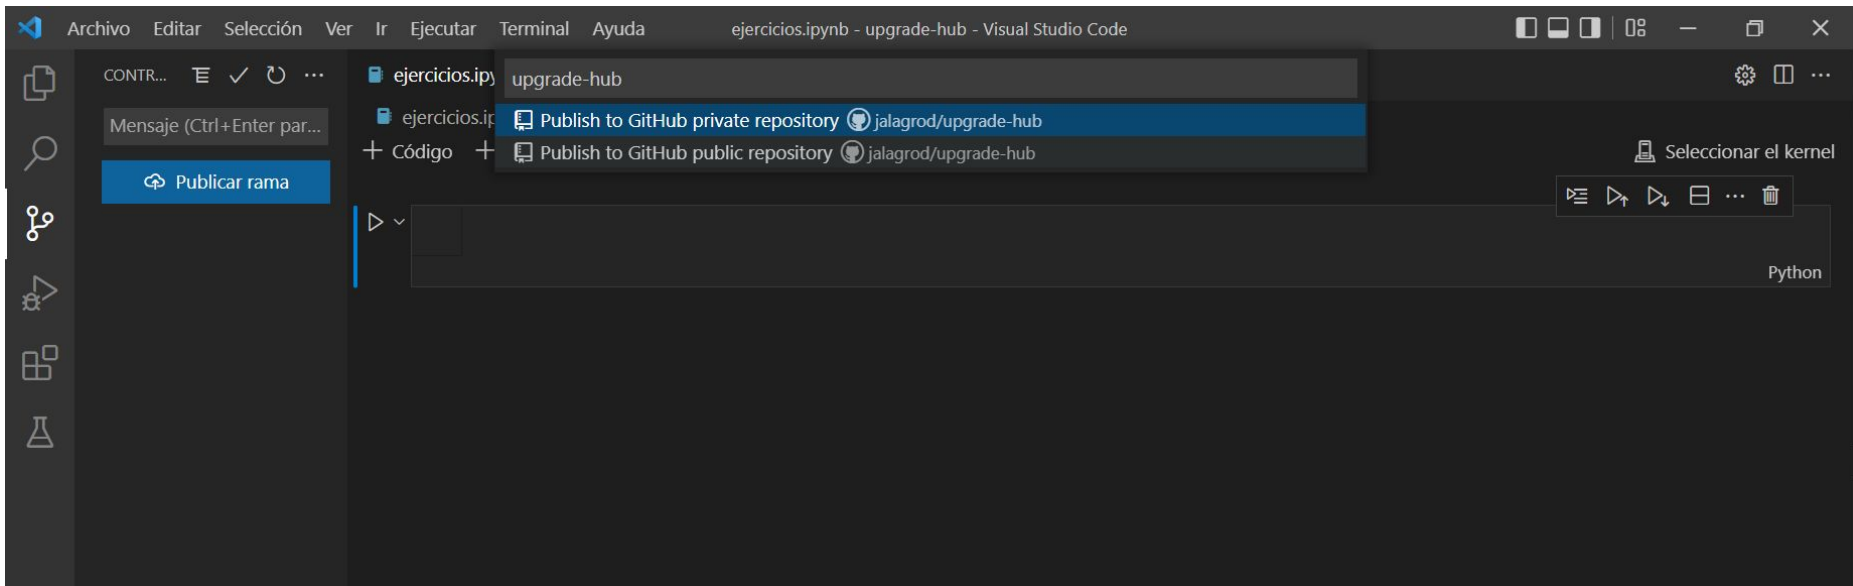 Archivo Editar Selección Ver Ir Ejecutar Terminal Ayuda ejercicios.ipynb - upgrade-hub - Visual Studio Code
CONTR... ejercicios.ipy upgrade-hub
Mensaje (Ctrl+Enter par... ejercicios.ip Publish to GitHub private repository jalagrod/upgrade-hub
Código Publish to GitHub public repository jalagrod/upgrade-hub Seleccionar el kernel
Publicar rama
Python